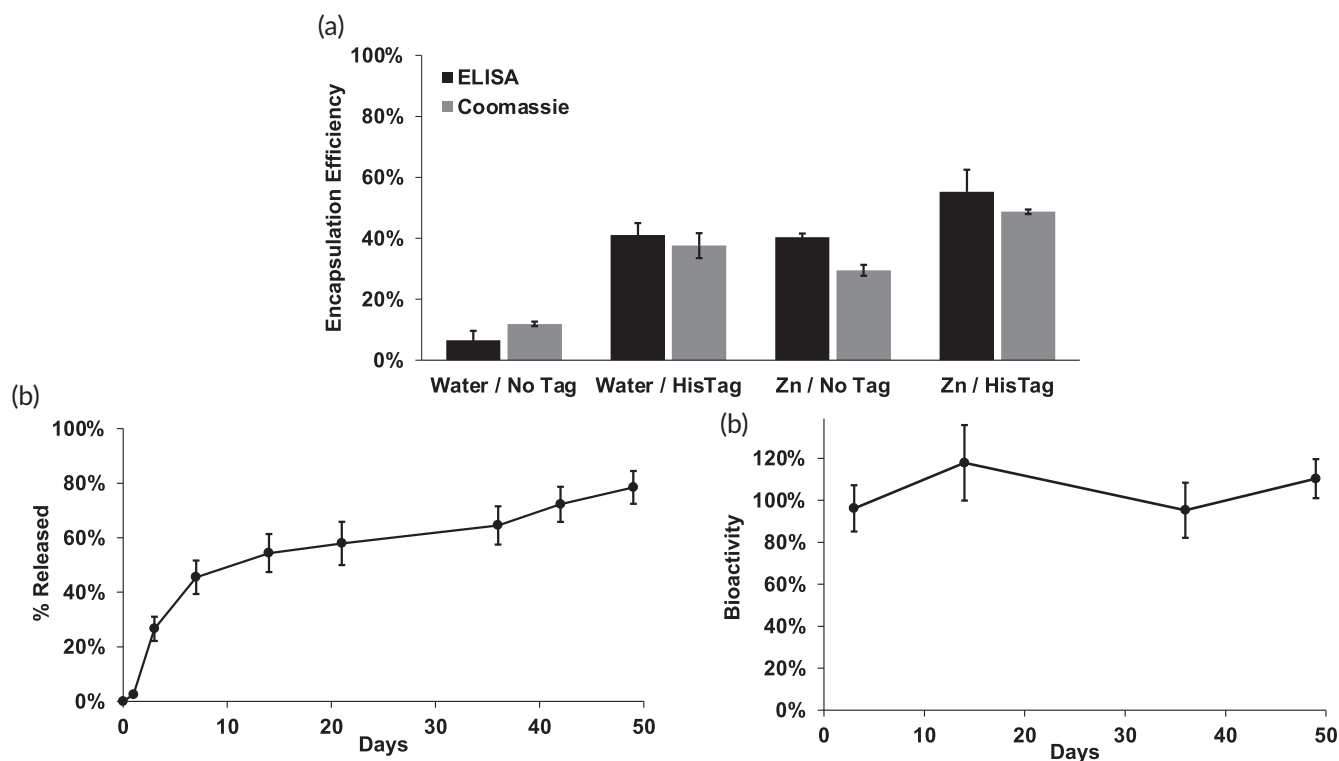 (a)
100%
80%
60%
40%
20%
0%
Encapsulation Efficiency
ELISA
Coomassie
Water / No Tag
Water / HisTag
Zn / No Tag
Zn / HisTag
(b)
100%
80%
60%
40%
20%
0%
% Released
0
10
20
30
40
50
Days
(b)
120%
100%
80%
60%
40%
20%
0%
Bioactivity
0
10
20
30
40
50
Days